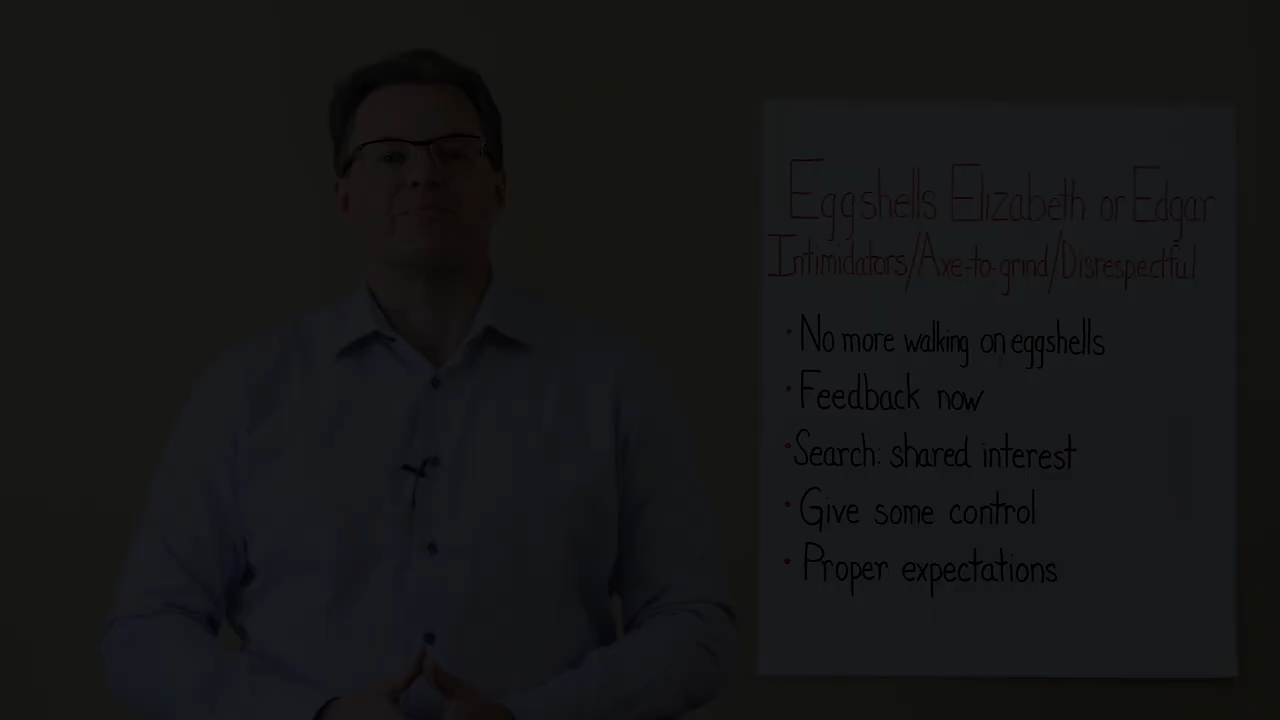 Eggshells Elizabeth or Edgar
Intimidators/Axe-to-grind/Disrespectful
• No more walking on eggshells
• Feedback now
• Search: shared interest
• Give some control
• Proper expectations